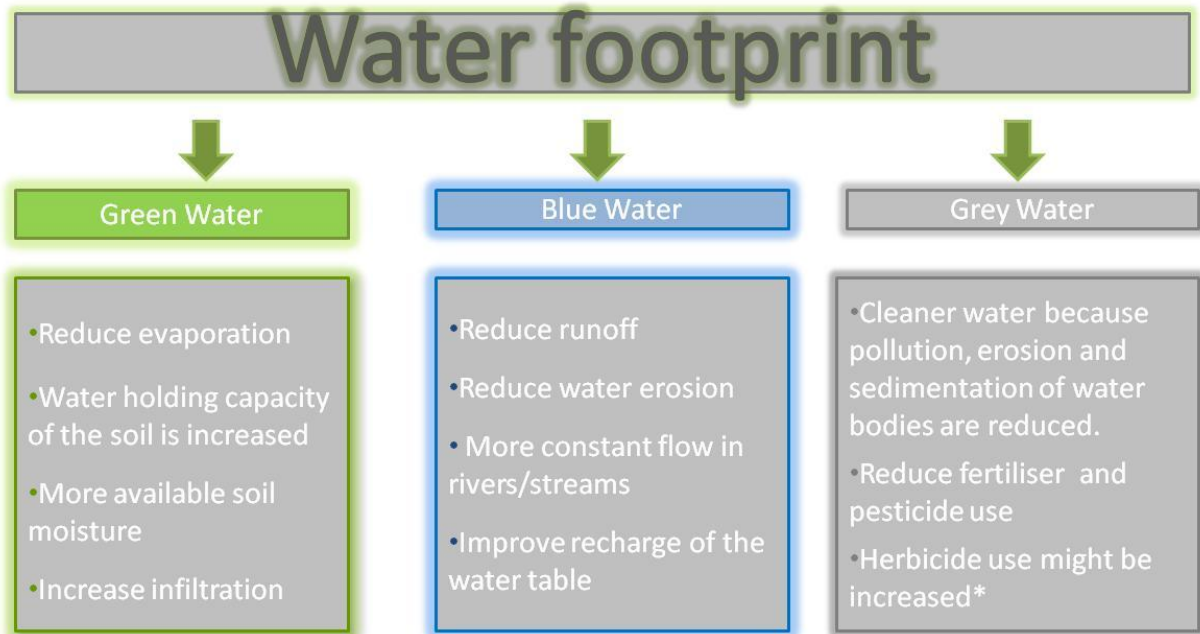 Water footprint
Green Water
•Reduce evaporation
•Water holding capacity
of the soil is increased
•More available soil
moisture
•Increase infiltration
Blue Water
•Reduce runoff
•Reduce water erosion
• More constant flow in
rivers/streams
•Improve recharge of the
water table
Grey Water
•Cleaner water because
pollution, erosion and
sedimentation of water
bodies are reduced.
•Reduce fertiliser and
pesticide use
•Herbicide use might be
increased*